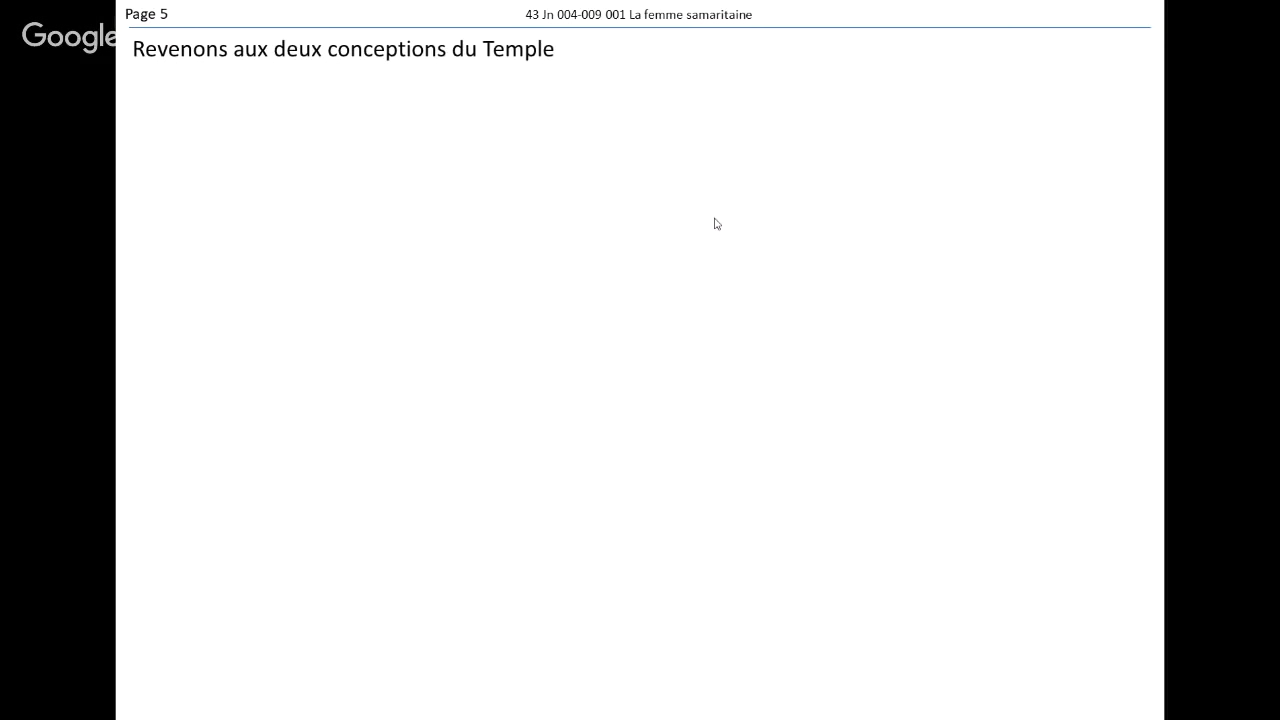 Page 5
43 Jn 004-009 001 La femme samaritaine
Google
Revenons aux deux conceptions du Temple